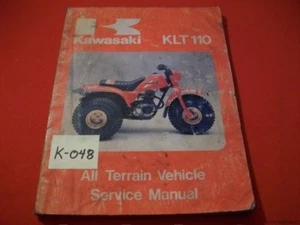 Kawasaki KLT 110
K-048
All Terrain Vehicle
Service Manual